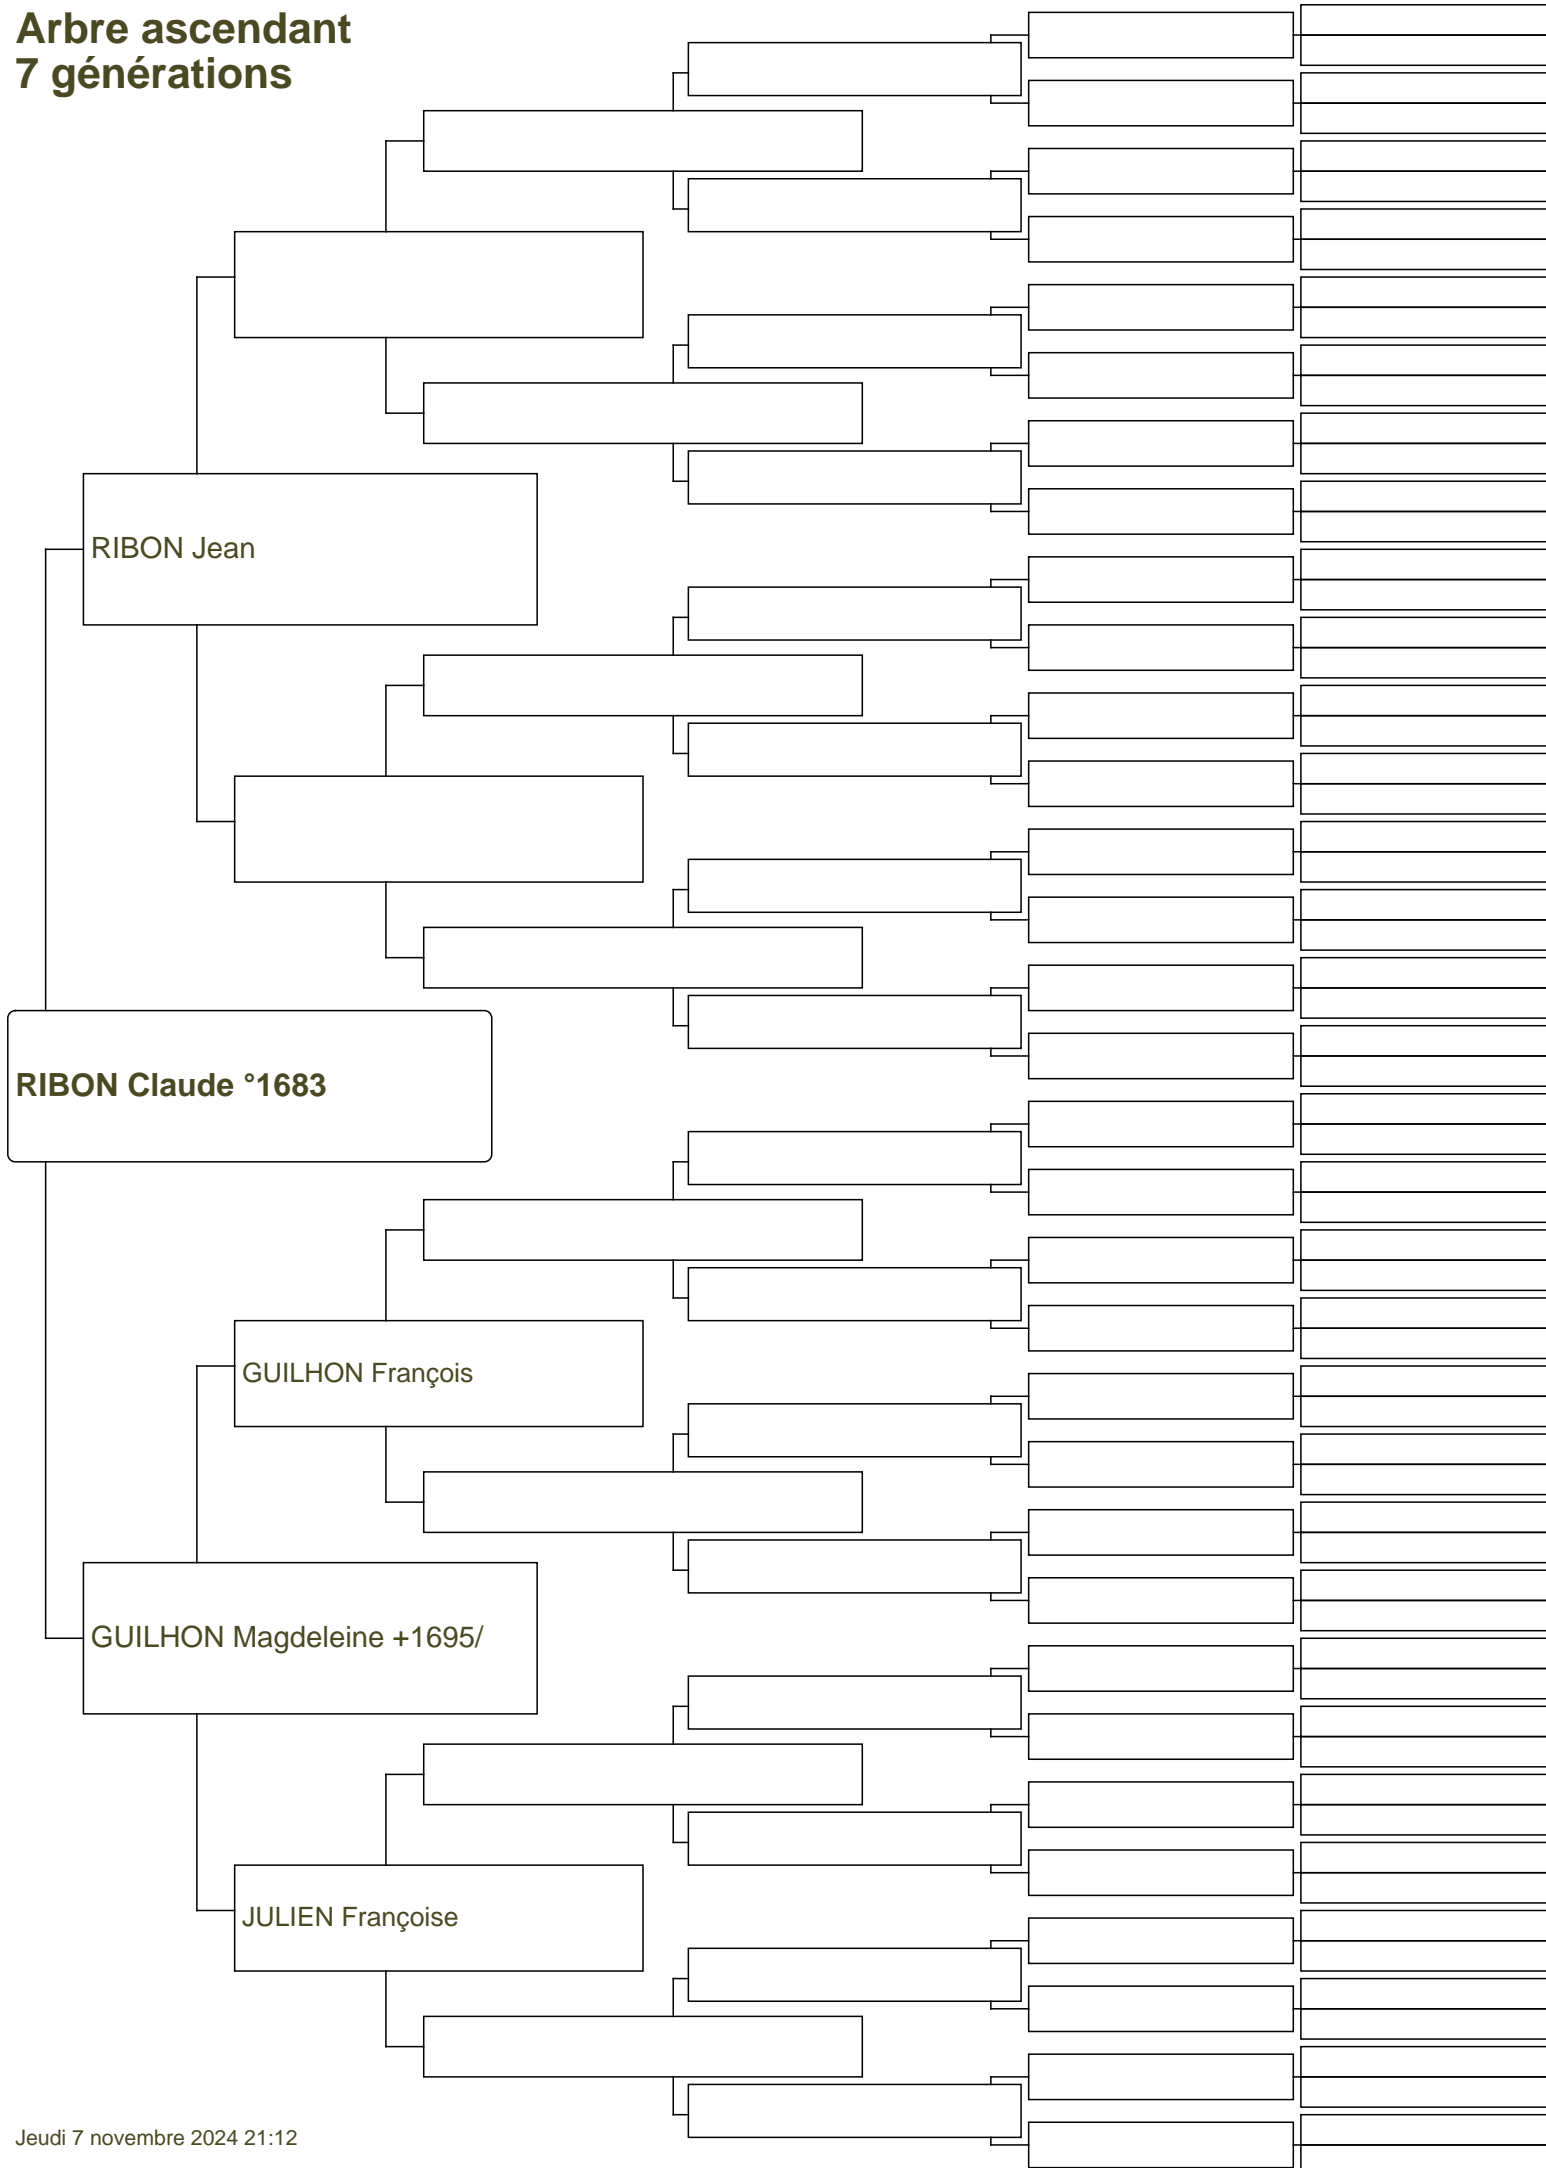 Arbre ascendant
7 générations
RIBON Jean
RIBON Claude °1683
GUILHON François
GUILHON Magdeleine +1695/
JULIEN Françoise
Jeudi 7 novembre 2024 21:12